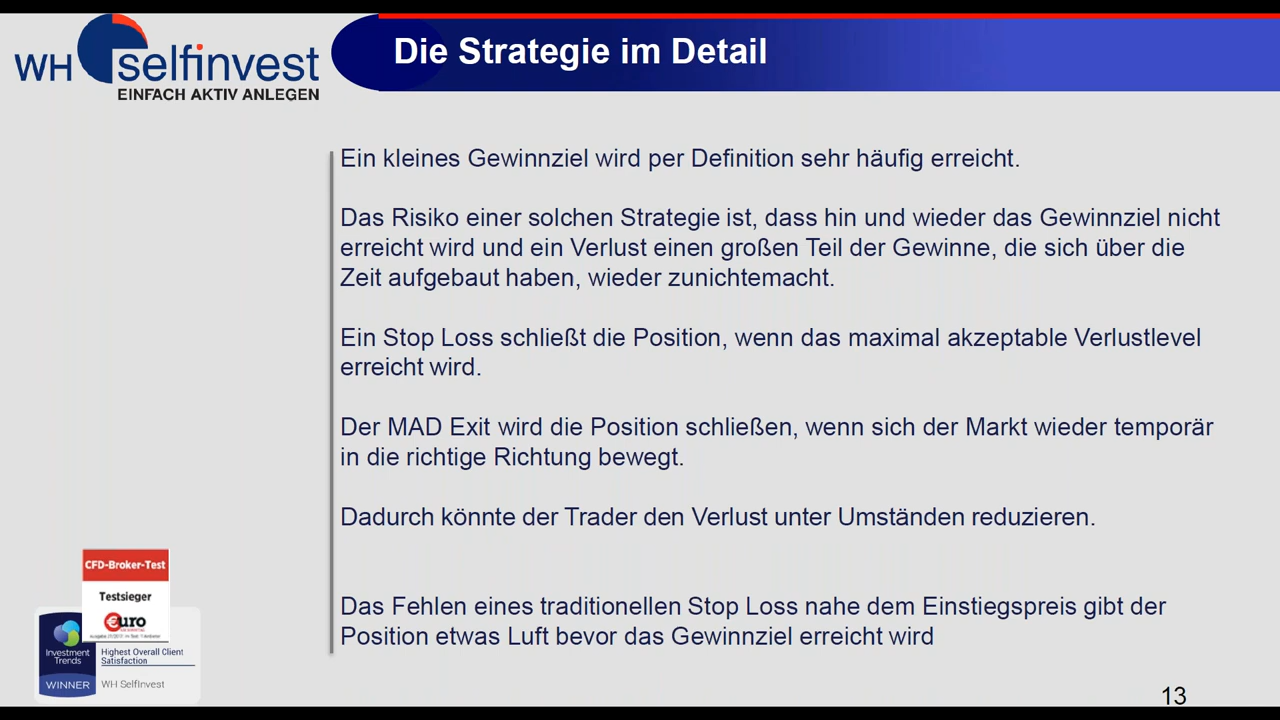 WH selfinvest
EINFACH AKTIV ANLEGEN
Die Strategie im Detail
Ein kleines Gewinnziel wird per Definition sehr häufig erreicht.
Das Risiko einer solchen Strategie ist, dass hin und wieder das Gewinnziel nicht
erreicht wird und ein Verlust einen großen Teil der Gewinne, die sich über die
Zeit aufgebaut haben, wieder zunichtemacht.
Ein Stop Loss schließt die Position, wenn das maximal akzeptable Verlustlevel
erreicht wird.
Der MAD Exit wird die Position schließen, wenn sich der Markt wieder temporär
in die richtige Richtung bewegt.
Dadurch könnte der Trader den Verlust unter Umständen reduzieren.
Das Fehlen eines traditionellen Stop Loss nahe dem Einstiegspreis gibt der
Position etwas Luft bevor das Gewinnziel erreicht wird
CFD-Broker-Test
Testsieger
€uro
Investment
Trends
WINNER
Highest Overall Client
Satisfaction
WH SelfInvest
13